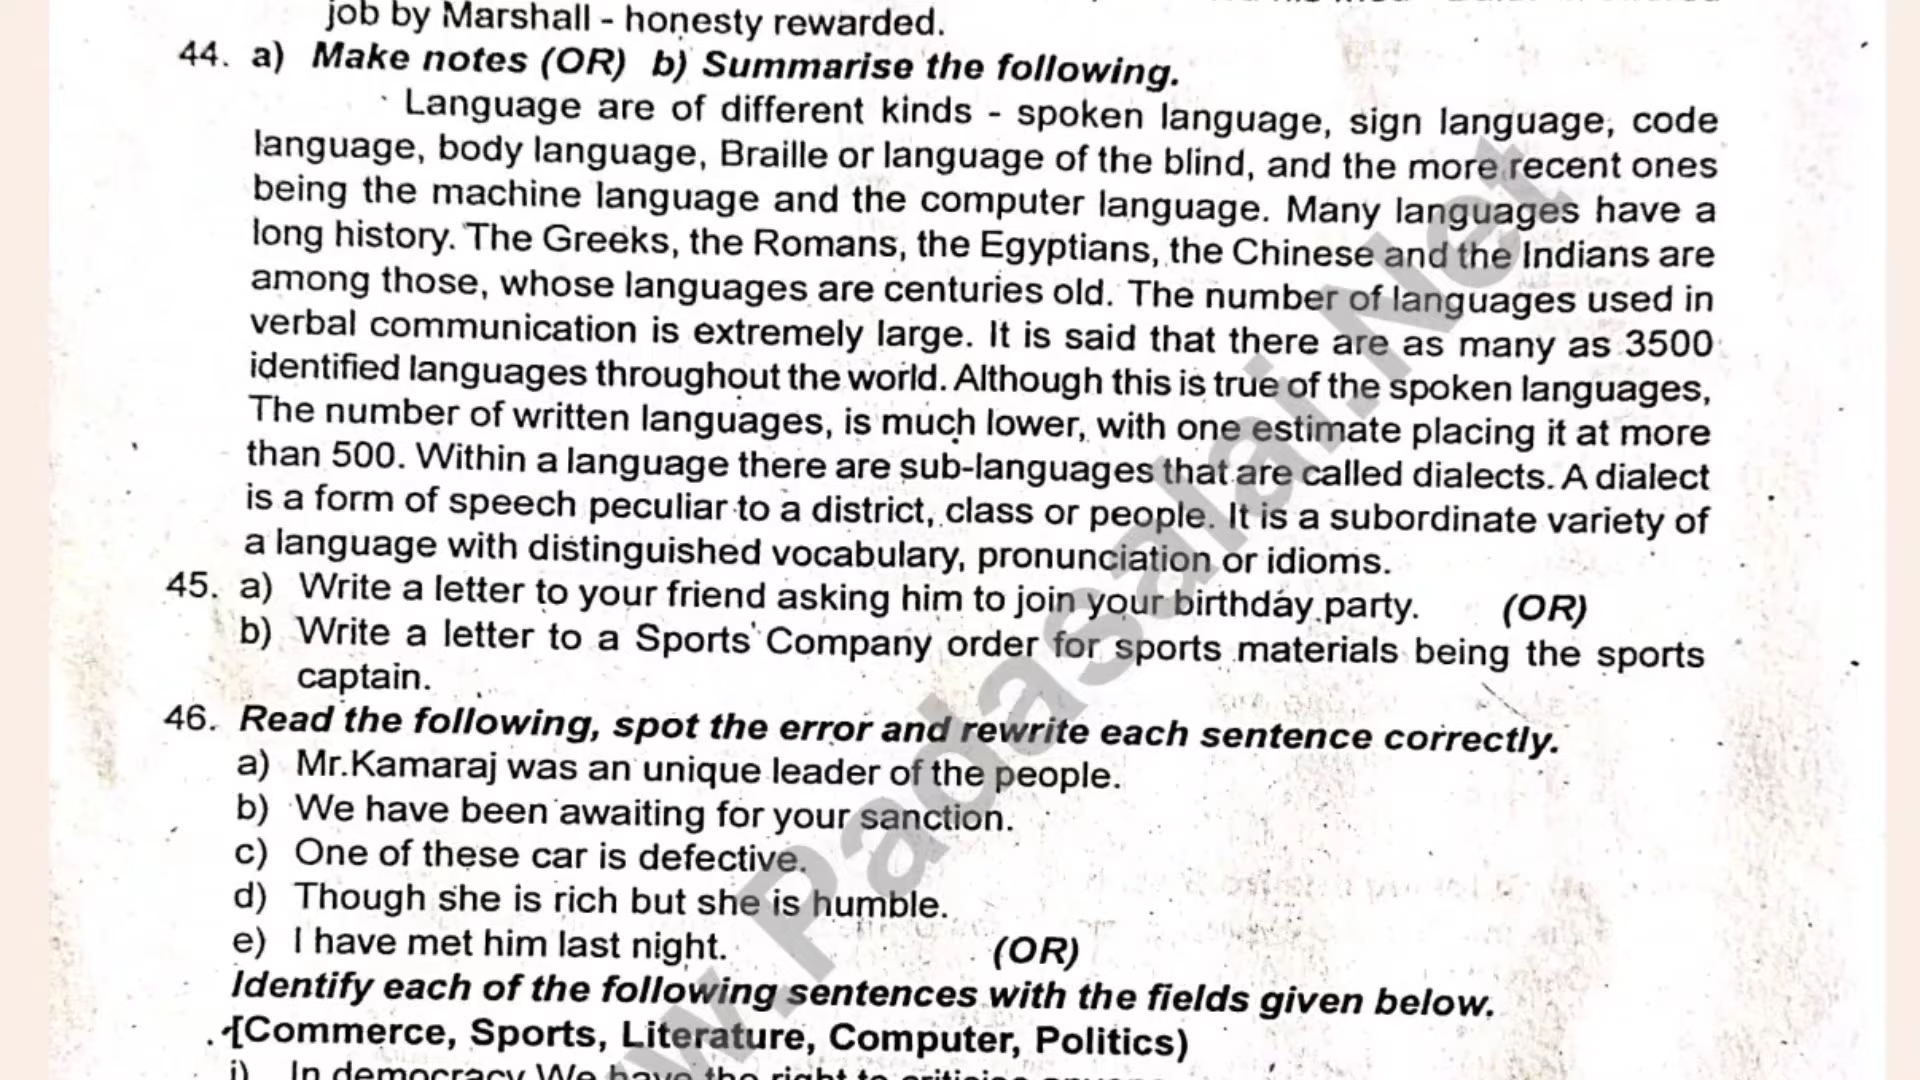 job by Marshall - honesty rewarded.
44. a) Make notes (OR) b) Summarise the following.
Language are of different kinds - spoken language, sign language, code
language, body language, Braille or language of the blind, and the more recent ones
being the machine language and the computer language. Many languages have a
long history. The Greeks, the Romans, the Egyptians, the Chinese and the Indians are
among those, whose languages are centuries old. The number of languages used in
verbal communication is extremely large. It is said that there are as many as 3500
identified languages throughout the world. Although this is true of the spoken languages,
The number of written languages, is much lower, with one estimate placing it at more
than 500. Within a language there are sub-languages that are called dialects. A dialect
is a form of speech peculiar to a district, class or people. It is a subordinate variety of
a language with distinguished vocabulary, pronunciation or idioms.
45. a) Write a letter to your friend asking him to join your birthday party. (OR)
b) Write a letter to a Sports Company order for sports materials being the sports
captain.
46. Read the following, spot the error and rewrite each sentence correctly.
a) Mr.Kamaraj was an unique leader of the people.
b) We have been awaiting for your sanction.
c) One of these car is defective.
d) Though she is rich but she is humble.
e) I have met him last night. (OR)
Identify each of the following sentences with the fields given below.
[Commerce, Sports, Literature, Computer, Politics)
i) In democracy We have the right to
w.Padasalai.Net